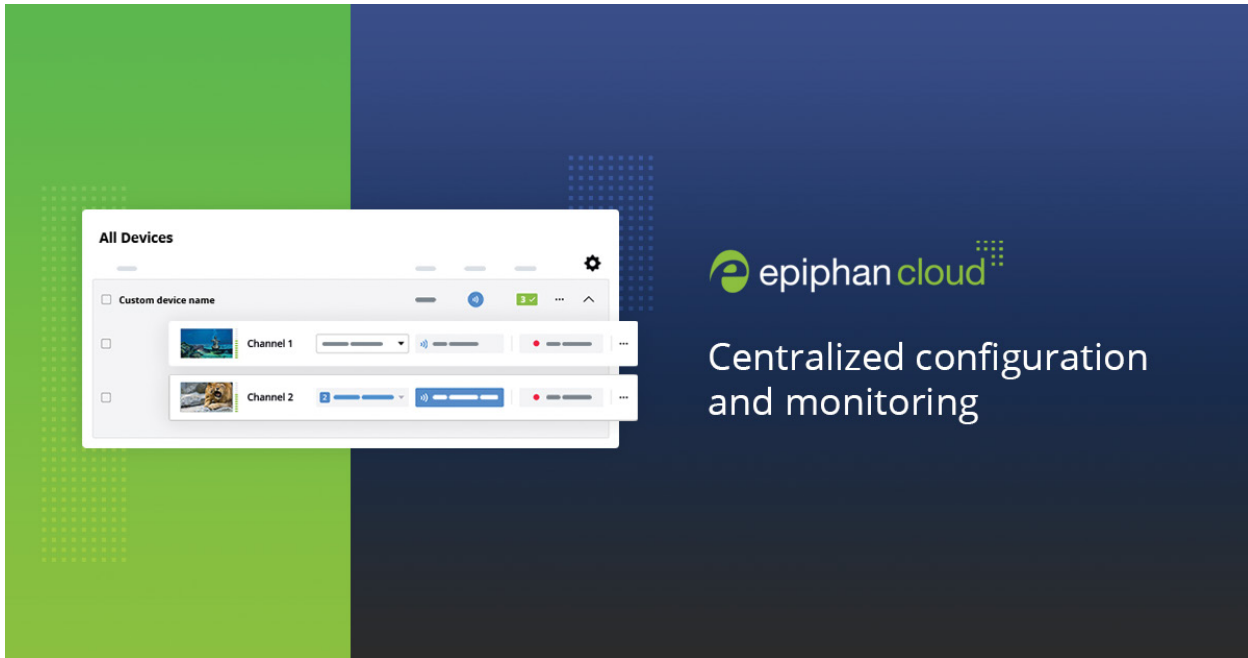 All Devices
Custom device name
3
Channel 1
Channel 2
2
epiphan cloud
Centralized configuration
and monitoring